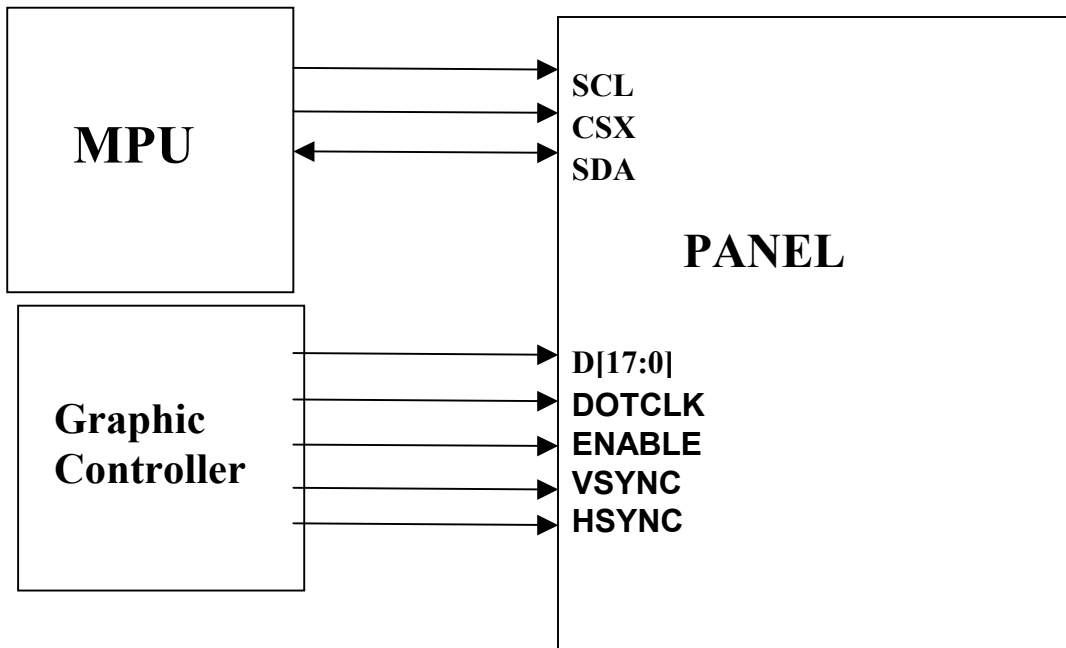 MPU
SCL
CSX
SDA
PANEL
Graphic
Controller
D[17:0]
DOTCLK
ENABLE
VSYNC
HSYNC